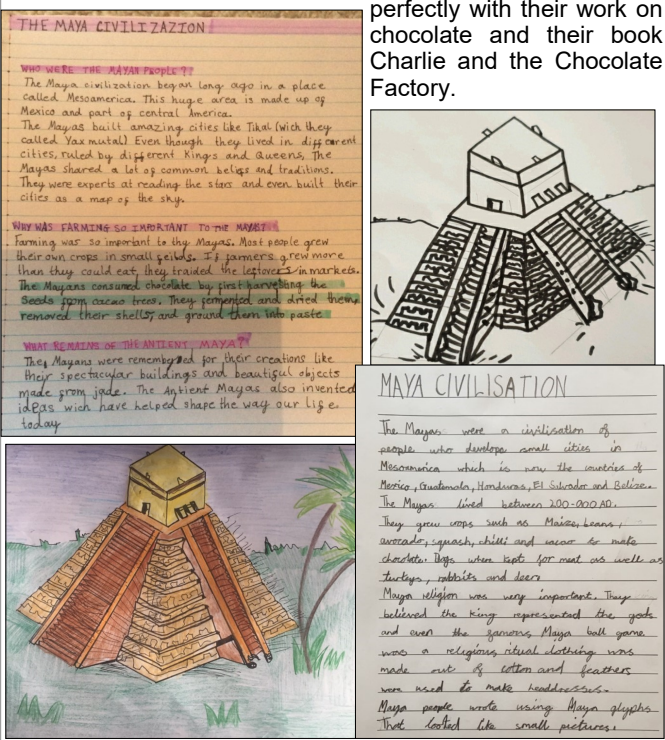 perfectly with their work on
chocolate and their book
Charlie and the Chocolate
Factory.
THE MAYA CIVILIZAZION
WHO WERE THE MAYAN PEOPLE??
The Maya civilization began long ago in a place
called Mesoamerica. This huge area is made up of
Mexico and part of central America.
The Mayas built amazing cities like Tikal (wich they
called Yax mutal) Even though they lived in different
cities, ruled by different Kings and Queens, The
Mayas shared a lot of common beliefs and traditions.
They were experts at reading the stars and even built their
cities as a map of the sky.
WHY WAS FARMING SO IMPORTANT TO THE MAYAS?
Farming was so important to thy Mayas. Most people grew
their own crops in small feilds. If farmers grew more
than they could eat, they traided the leftovers in markets.
The Mayans consumed chocolate by first harvesting the
seeds from cacao trees. They fermented and dried them,
removed their shells, and ground them into paste
WHAT REMAINS OF THE ANTIENT, MAYA?
The Mayans were remembered for their creations like
their spectacular buildings and beautiful objects
made from jade. The Antient Mayas also invented
ideas wich have helped shape the way our life
today
MAYA CIVILISATION
The Mayas were a civilisation of
people who develope small cities in
Mesoamerica which is now the countries of
Mexico, Guatemala, Honduras, El Salvador and Belize.
The Mayas lived between 200-900 AD.
They grew crops such as Maize, beans,
avocado, squash, chilli and cacao to make
chocolate. Dogs where kept for meat as well as
turkeys, rabbits and deer.
Mayan religion was very important. They
believed the king represented the gods
and even the famous Maya ball game
was a religious ritual clothing was
made out of cotton and feathers
were used to make headdresses.
Maya people wrote using Maya glyphs
That looked like small pictures.